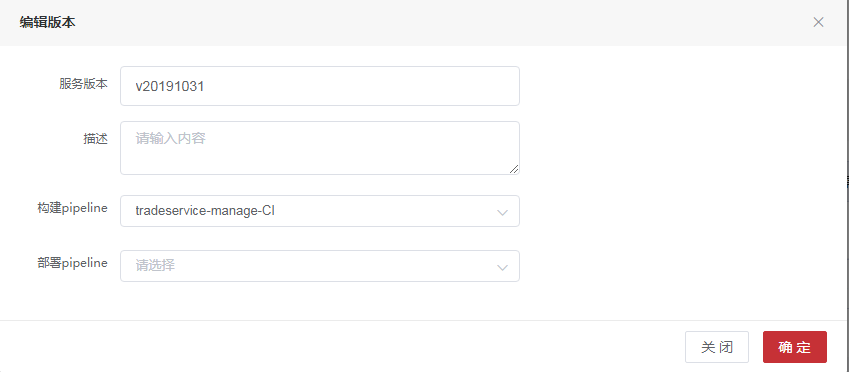 编辑版本
服务版本 v20191031
描述 请输入内容
构建pipeline tradeservice-manage-CI
部署pipeline 请选择
关 闭 确 定